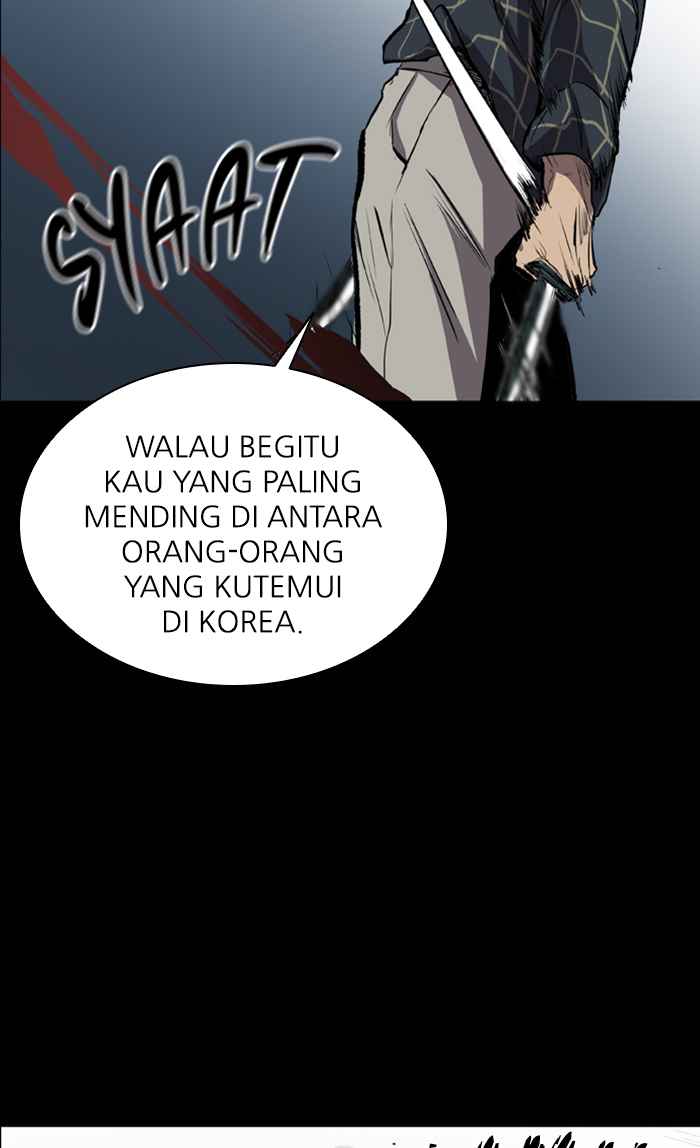 SYAAT
WALAU BEGITU
KAU YANG PALING
MENDING DI ANTARA
ORANG-ORANG
YANG KUTEMUI
DI KOREA.